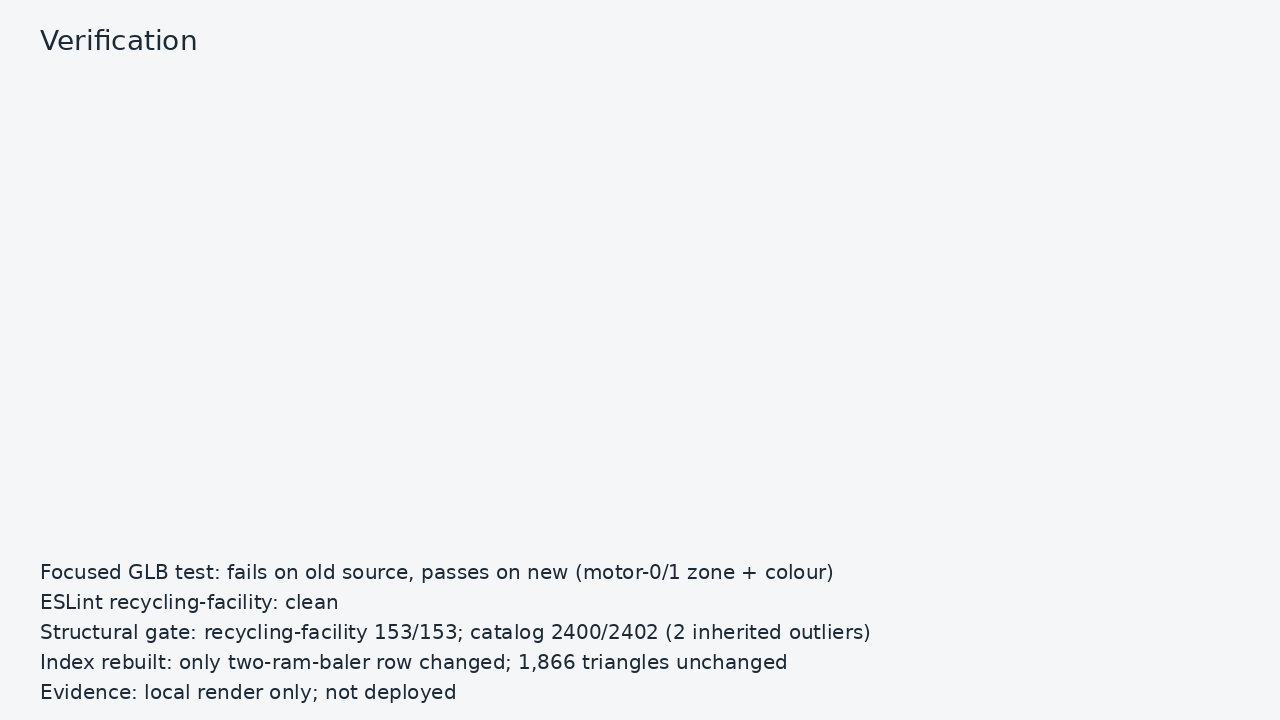 Verification
Focused GLB test: fails on old source, passes on new (motor-0/1 zone + colour)
ESLint recycling-facility: clean
Structural gate: recycling-facility 153/153; catalog 2400/2402 (2 inherited outliers)
Index rebuilt: only two-ram-baler row changed; 1,866 triangles unchanged
Evidence: local render only; not deployed